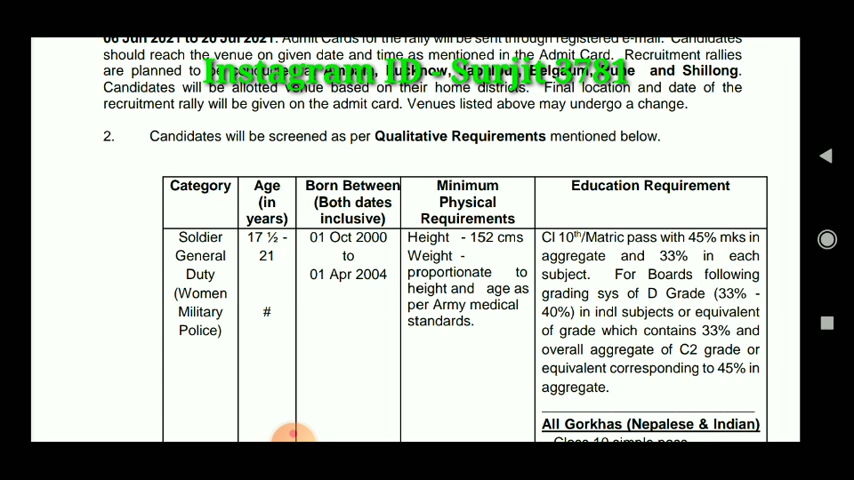 06 Jun 2021 to 20 Jul 2021. Admit Cards for the rally will be sent through registered e-mail. Candidates
should reach the venue on given date and time as mentioned in the Admit Card. Recruitment rallies
are planned to and Shillong.
Instagram ID - Surjit 3781
Candidates will be allotted venue based on their home districts. Final location and date of the
recruitment rally will be given on the admit card. Venues listed above may undergo a change.
2. Candidates will be screened as per Qualitative Requirements mentioned below.
Category
Age
(in
years)
Born Between
(Both dates
inclusive)
Minimum
Physical
Requirements
Education Requirement
Soldier
General
Duty
(Women
Military
Police)
17 ½ -
21
#
01 Oct 2000
to
01 Apr 2004
Height - 152 cms
Weight -
proportionate to
height and age as
per Army medical
standards.
Cl 10th/Matric pass with 45% mks in
aggregate and 33% in each
subject. For Boards following
grading sys of D Grade (33% -
40%) in indl subjects or equivalent
of grade which contains 33% and
overall aggregate of C2 grade or
equivalent corresponding to 45% in
aggregate.
All Gorkhas (Nepalese & Indian)
Class 10 simple pass